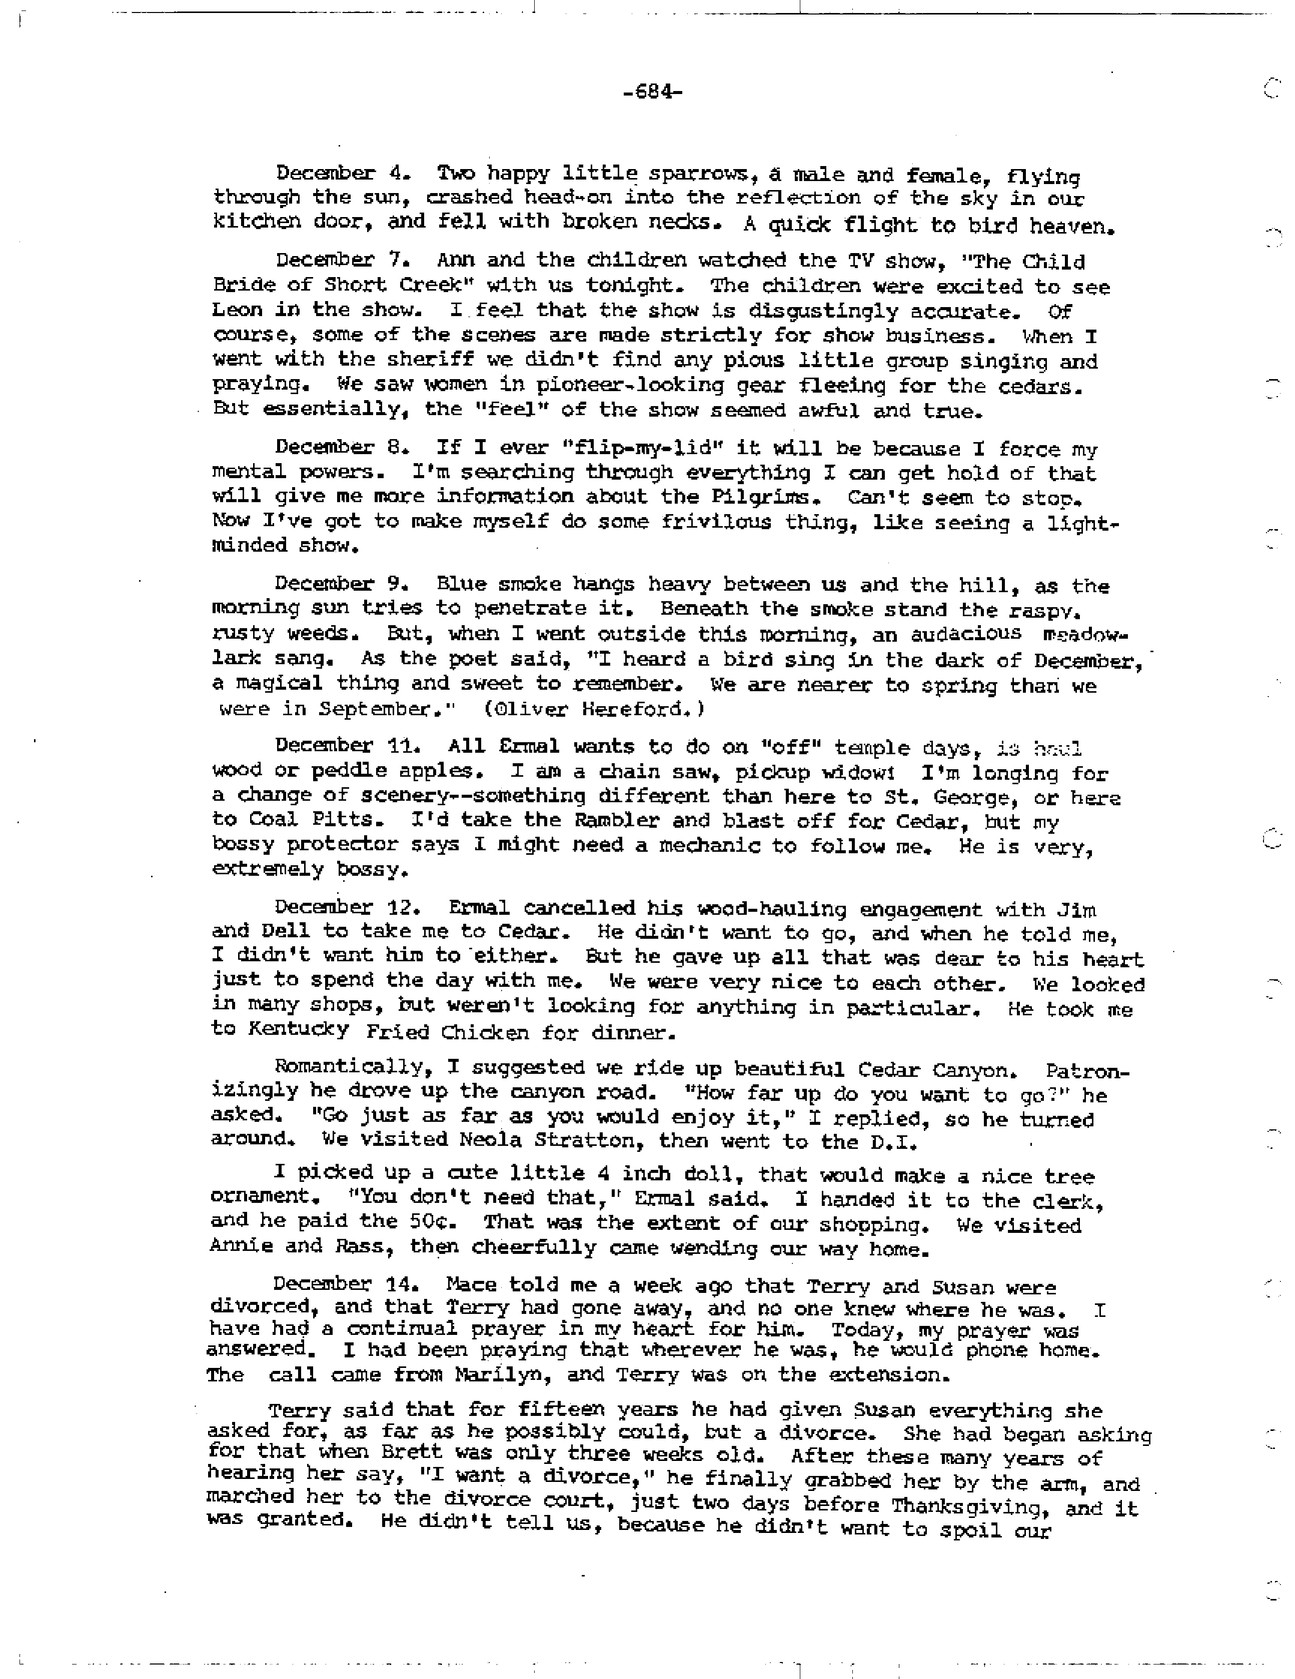 -684-
December 4. Two happy little sparrows, a male and female, flying
through the sun, crashed head-on into the reflection of the sky in our
kitchen door, and fell with broken necks. A quick flight to bird heaven.
December 7. Ann and the children watched the TV show, "The Child
Bride of Short Creek" with us tonight. The children were excited to see
Leon in the show. I feel that the show is disgustingly accurate. Of
course, some of the scenes are made strictly for show business. When I
went with the sheriff we didn't find any pious little group singing and
praying. We saw women in pioneer-looking gear fleeing for the cedars.
But essentially, the "feel" of the show seemed awful and true.
December 8. If I ever "flip-my-lid" it will be because I force my
mental powers. I'm searching through everything I can get hold of that
will give me more information about the Pilgrims. Can't seem to stop.
Now I've got to make myself do some frivilous thing, like seeing a light-
minded show.
December 9. Blue smoke hangs heavy between us and the hill, as the
morning sun tries to penetrate it. Beneath the smoke stand the raspy,
rusty weeds. But, when I went outside this morning, an audacious meadow-
lark sang. As the poet said, "I heard a bird sing in the dark of December,
a magical thing and sweet to remember. We are nearer to spring than we
were in September." (Oliver Hereford.)
December 11. All Ermal wants to do on "off" temple days, is haul
wood or peddle apples. I am a chain saw, pickup widow! I'm longing for
a change of scenery--something different than here to St. George, or here
to Coal Pitts. I'd take the Rambler and blast off for Cedar, but my
bossy protector says I might need a mechanic to follow me. He is very,
extremely bossy.
December 12. Ermal cancelled his wood-hauling engagement with Jim
and Dell to take me to Cedar. He didn't want to go, and when he told me,
I didn't want him to either. But he gave up all that was dear to his heart
just to spend the day with me. We were very nice to each other. We looked
in many shops, but weren't looking for anything in particular. He took me
to Kentucky Fried Chicken for dinner.
Romantically, I suggested we ride up beautiful Cedar Canyon. Patron-
izingly he drove up the canyon road. "How far up do you want to go?" he
asked. "Go just as far as you would enjoy it," I replied, so he turned
around. We visited Neola Stratton, then went to the D.I.
I picked up a cute little 4 inch doll, that would make a nice tree
ornament. "You don't need that," Ermal said. I handed it to the clerk,
and he paid the 50¢. That was the extent of our shopping. We visited
Annie and Rass, then cheerfully came wending our way home.
December 14. Mace told me a week ago that Terry and Susan were
divorced, and that Terry had gone away, and no one knew where he was. I
have had a continual prayer in my heart for him. Today, my prayer was
answered. I had been praying that wherever he was, he would phone home.
The call came from Marilyn, and Terry was on the extension.
Terry said that for fifteen years he had given Susan everything she
asked for, as far as he possibly could, but a divorce. She had began asking
for that when Brett was only three weeks old. After these many years of
hearing her say, "I want a divorce," he finally grabbed her by the arm, and
marched her to the divorce court, just two days before Thanksgiving, and it
was granted. He didn't tell us, because he didn't want to spoil our